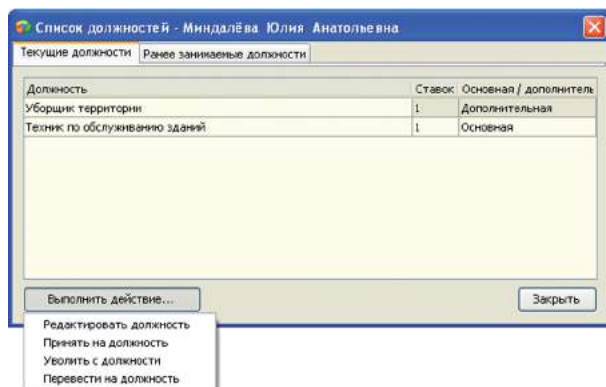 Список должностей - Миндалёва Юлия Анатольевна
Текущие должности Ранее занимаемые должности
Должность Ставок Основная / дополнитель
Уборщик территории 1 Дополнительная
Техник по обслуживанию зданий 1 Основная
Выполнить действие... Закрыть
Редактировать должность
Принять на должность
Уволить с должности
Перевести на должность